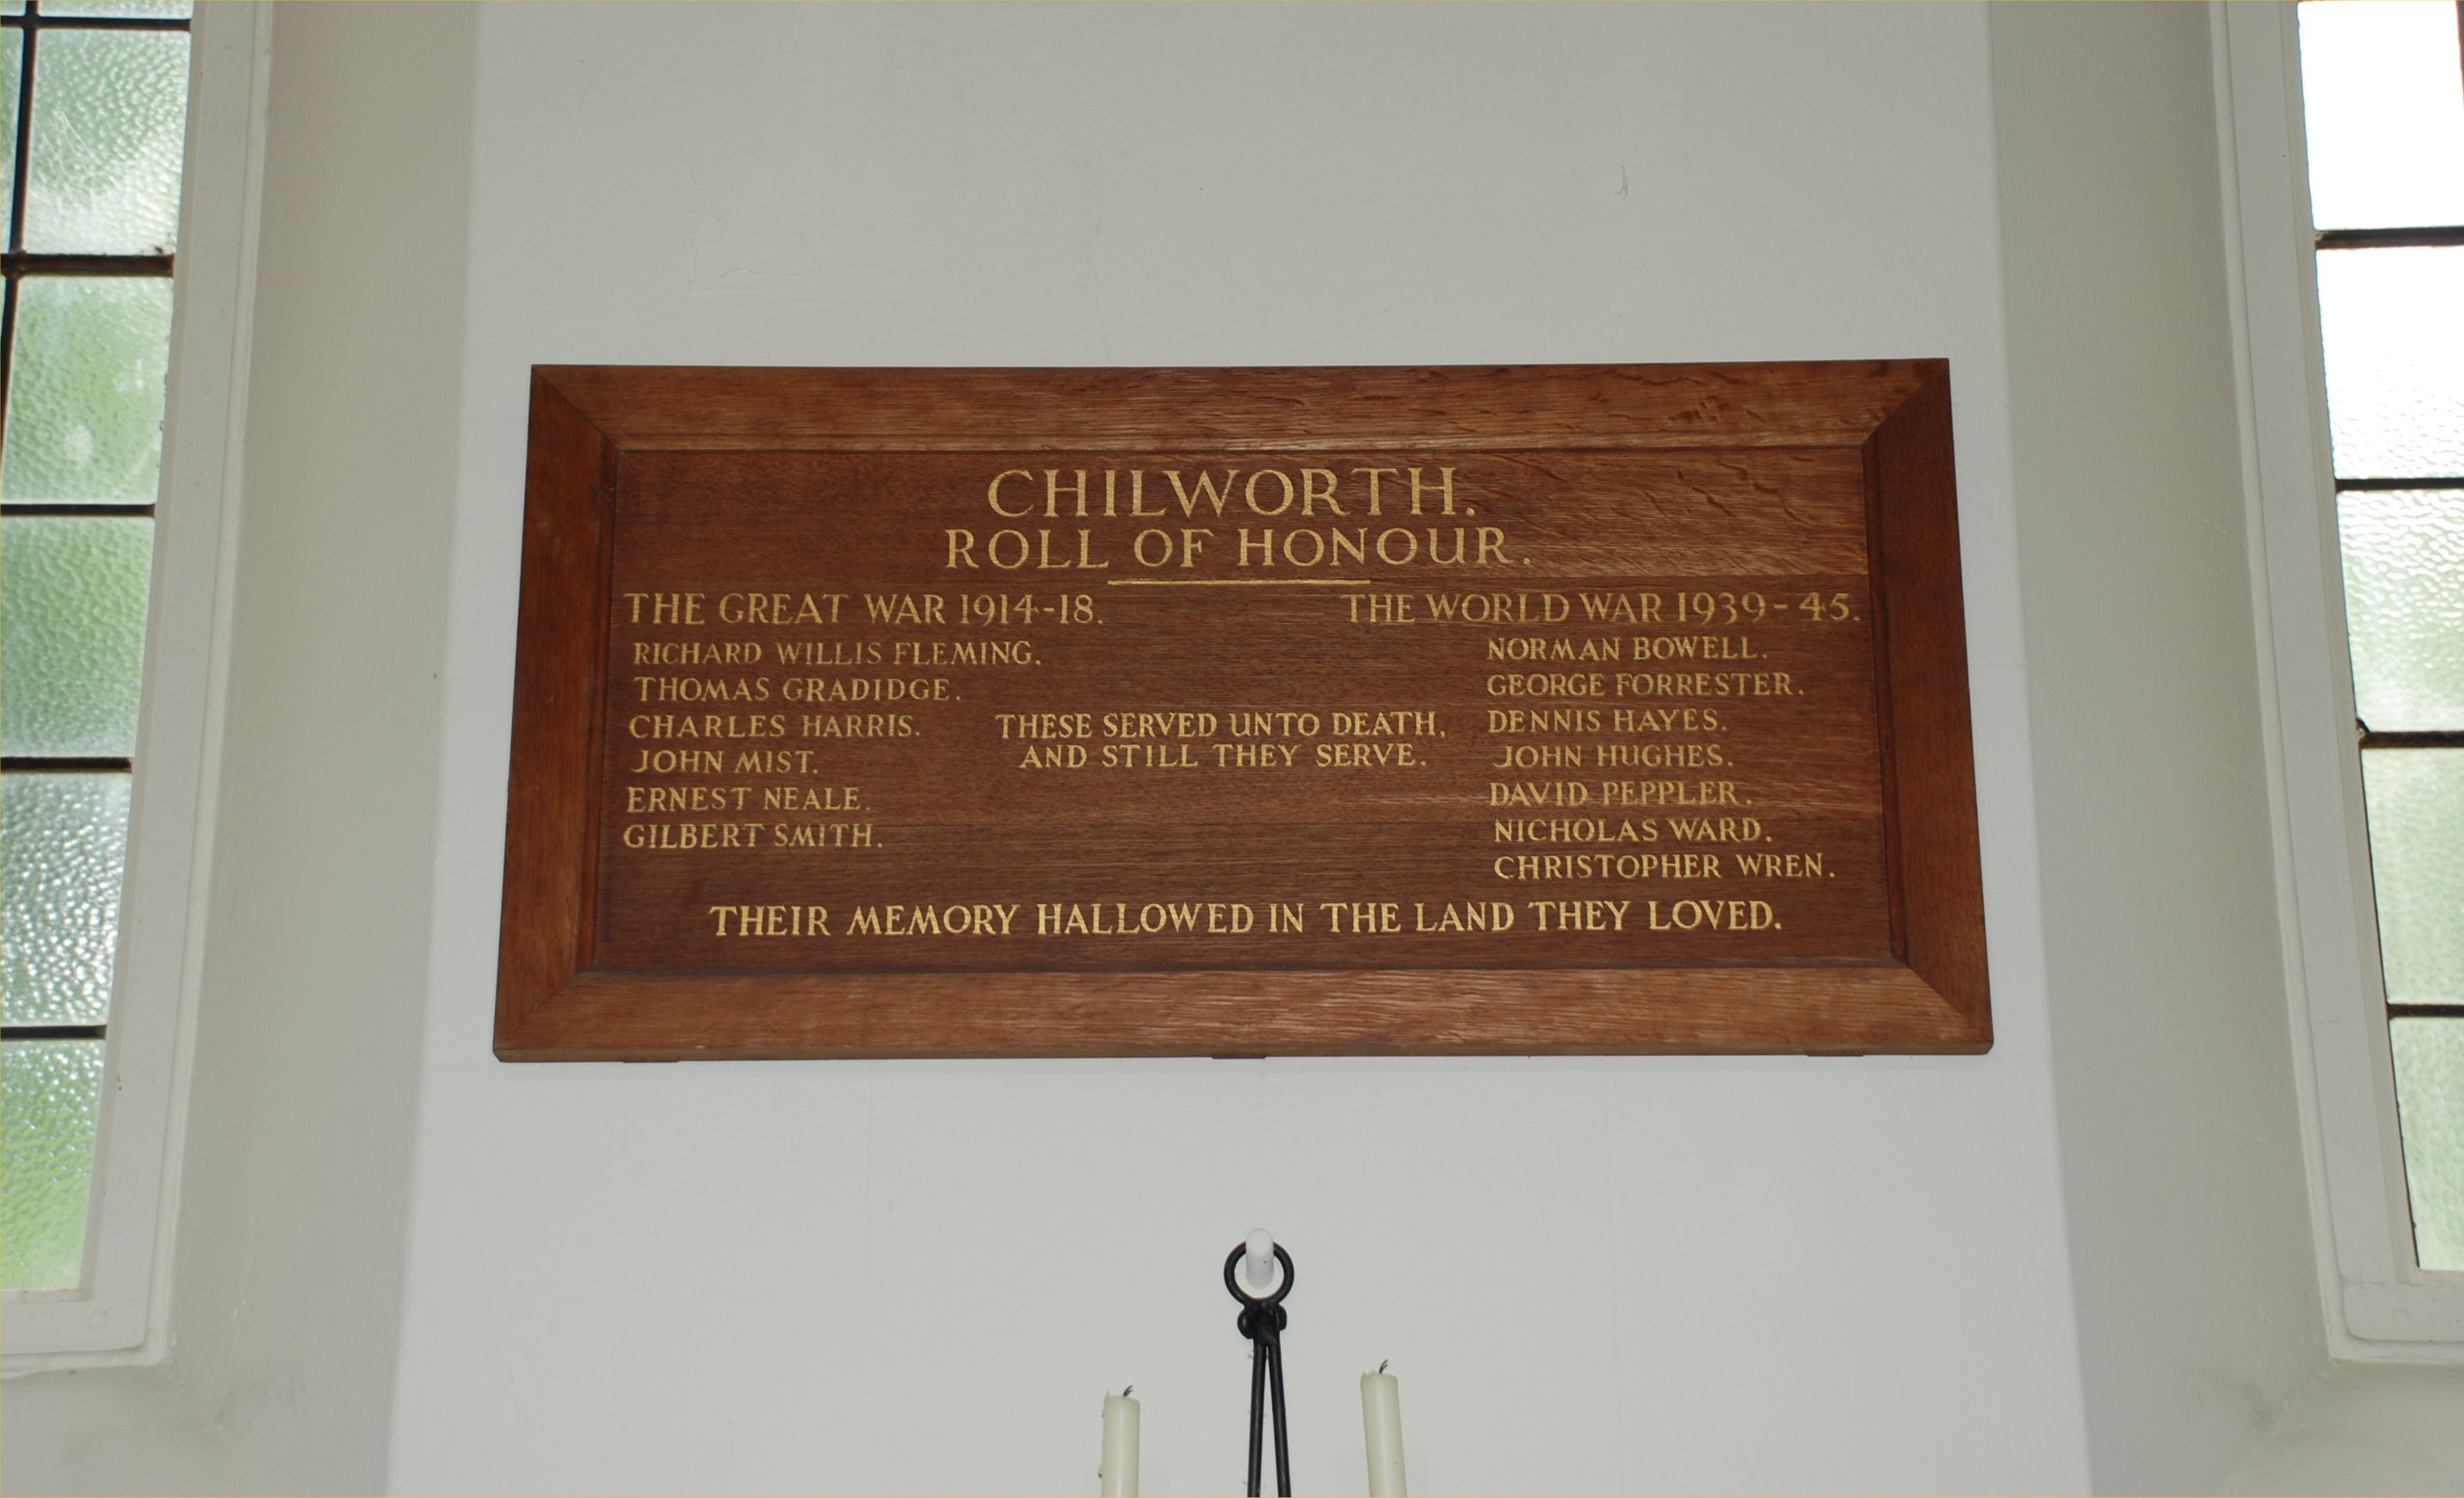 CHILWORTH.
ROLL OF HONOUR.
THE GREAT WAR 1914-18.
RICHARD WILLIS FLEMING.
THOMAS GRADIDGE.
CHARLES HARRIS.
JOHN MIST.
ERNEST NEALE.
GILBERT SMITH.
THESE SERVED UNTO DEATH,
AND STILL THEY SERVE.
THE WORLD WAR 1939-45.
NORMAN BOWELL.
GEORGE FORRESTER.
DENNIS HAYES.
JOHN HUGHES.
DAVID PEPPLER.
NICHOLAS WARD.
CHRISTOPHER WREN.
THEIR MEMORY HALLOWED IN THE LAND THEY LOVED.